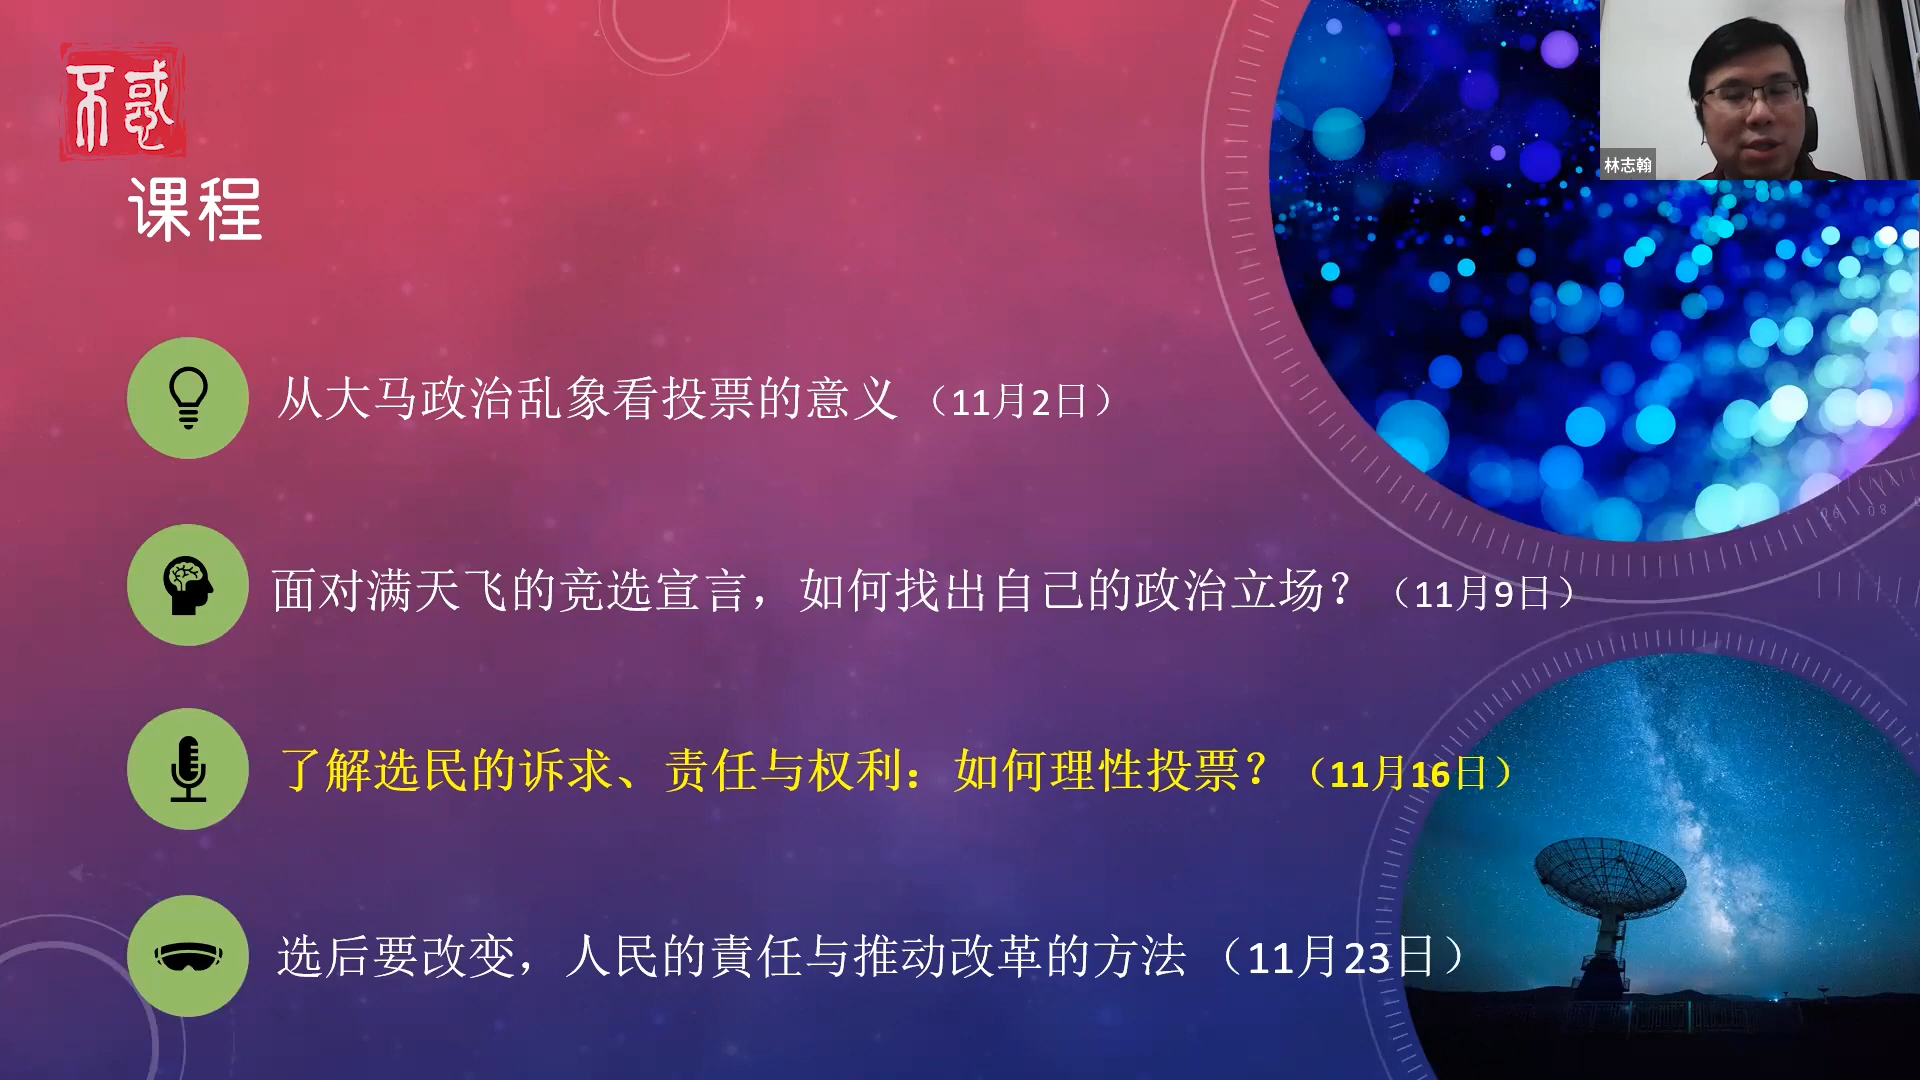 不惑
林志翰
课程
从大马政治乱象看投票的意义（11月2日）
面对满天飞的竞选宣言，如何找出自己的政治立场？（11月9日）
了解选民的诉求、责任与权利：如何理性投票？（11月16日）
选后要改变，人民的責任与推动改革的方法（11月23日）